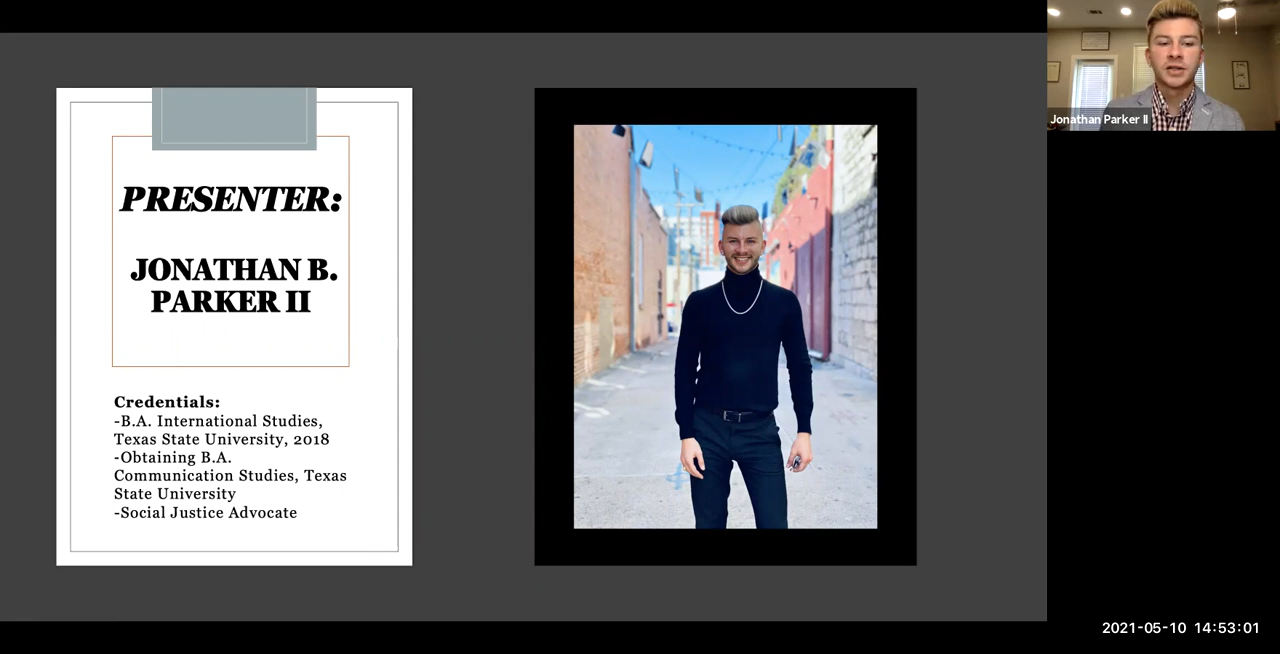 PRESENTER:
JONATHAN B.
PARKER II
Credentials:
-B.A. International Studies,
Texas State University, 2018
-Obtaining B.A.
Communication Studies, Texas
State University
-Social Justice Advocate
Jonathan Parker II
2021-05-10 14:53:01